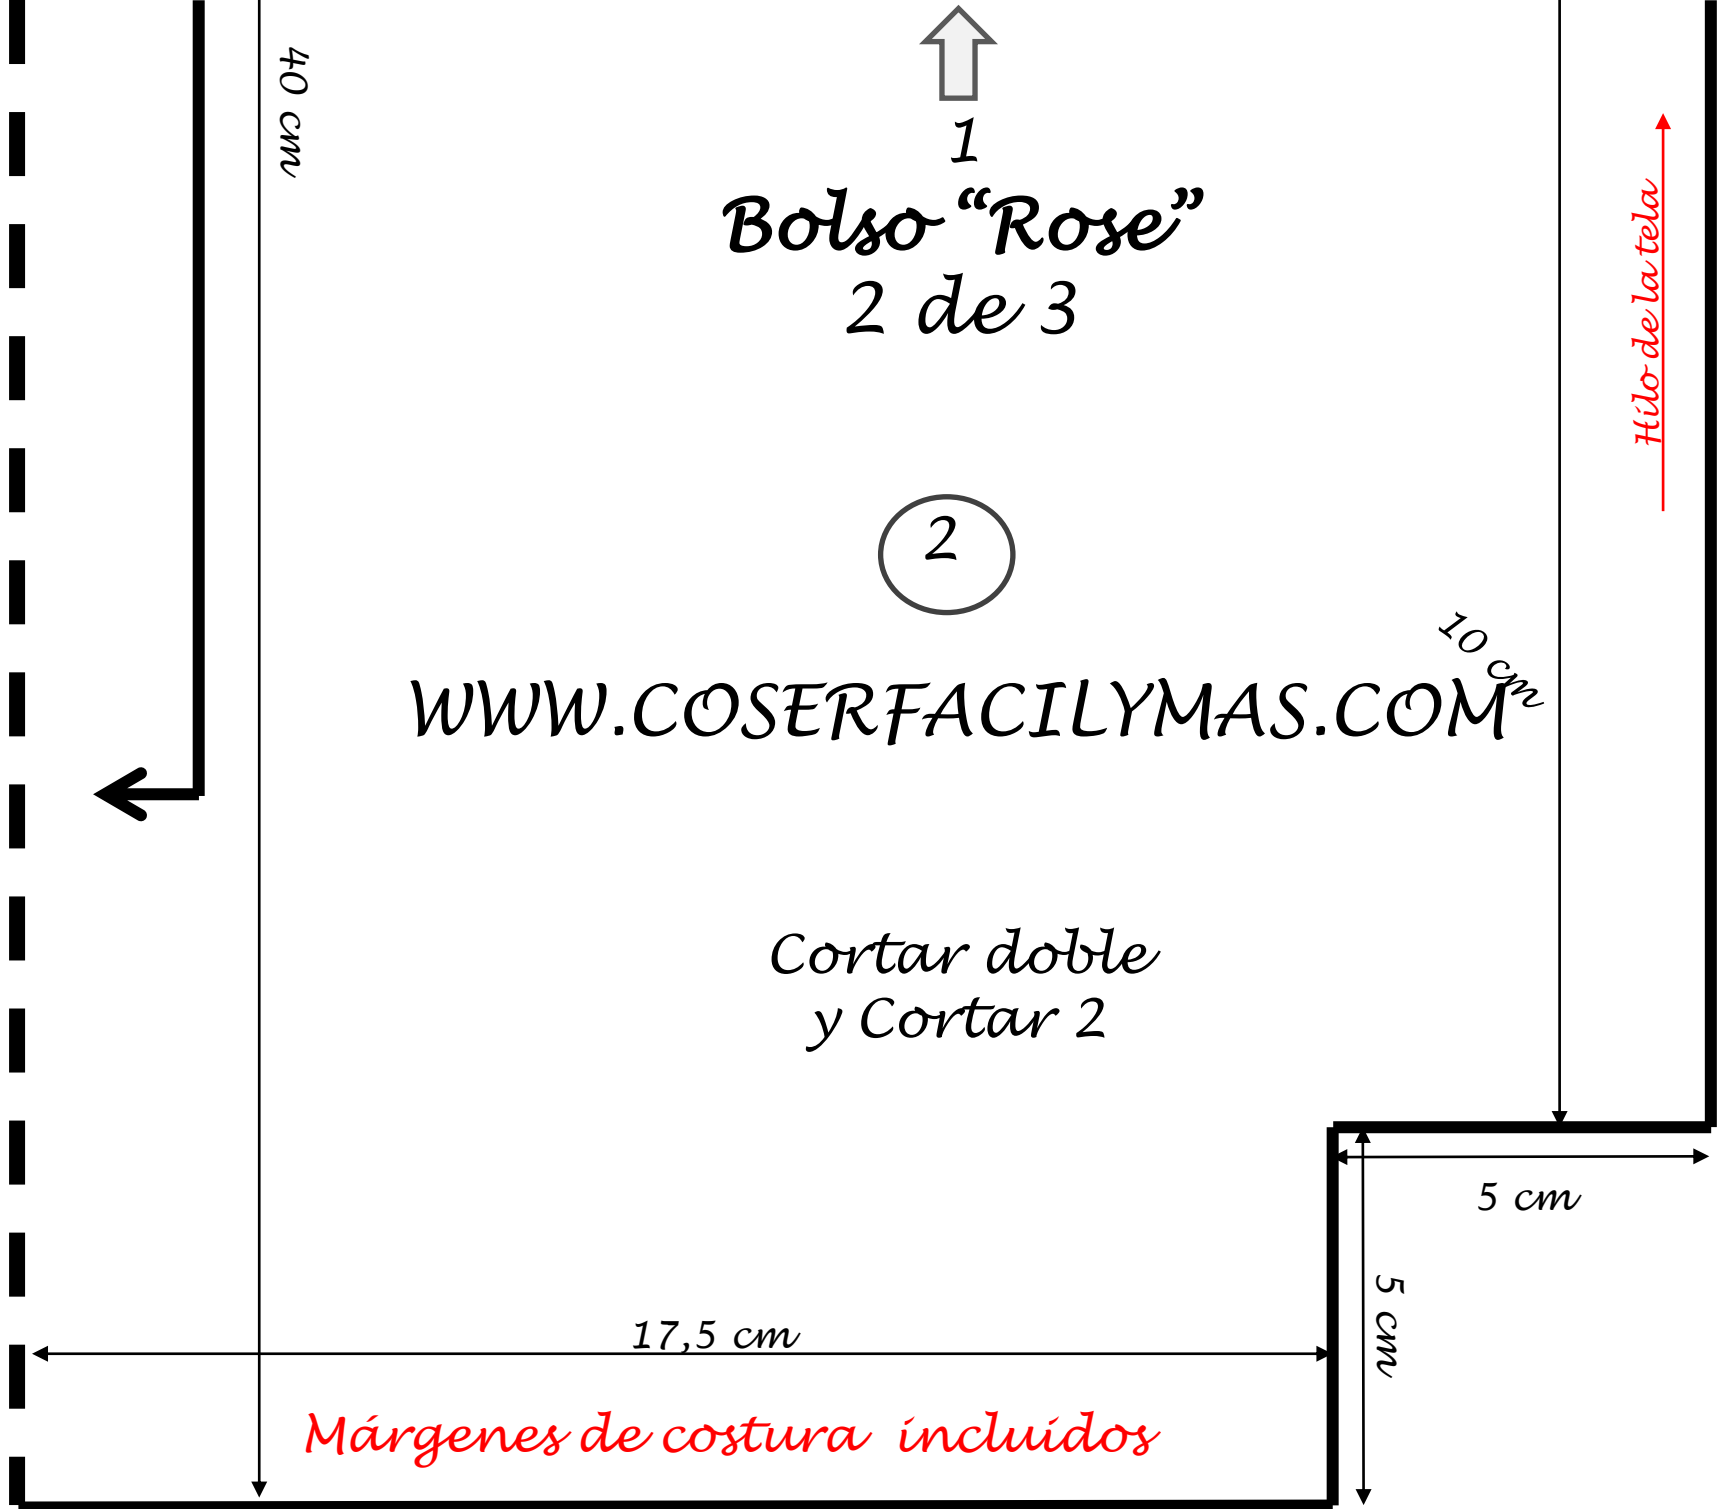 40 cm
1
Bolso “Rose”
2 de 3
Hilo de la tela
2
10 cm
WWW.COSERFACILYMAS.COM
Cortar doble
y Cortar 2
5 cm
5 cm
17,5 cm
Márgenes de costura incluidos